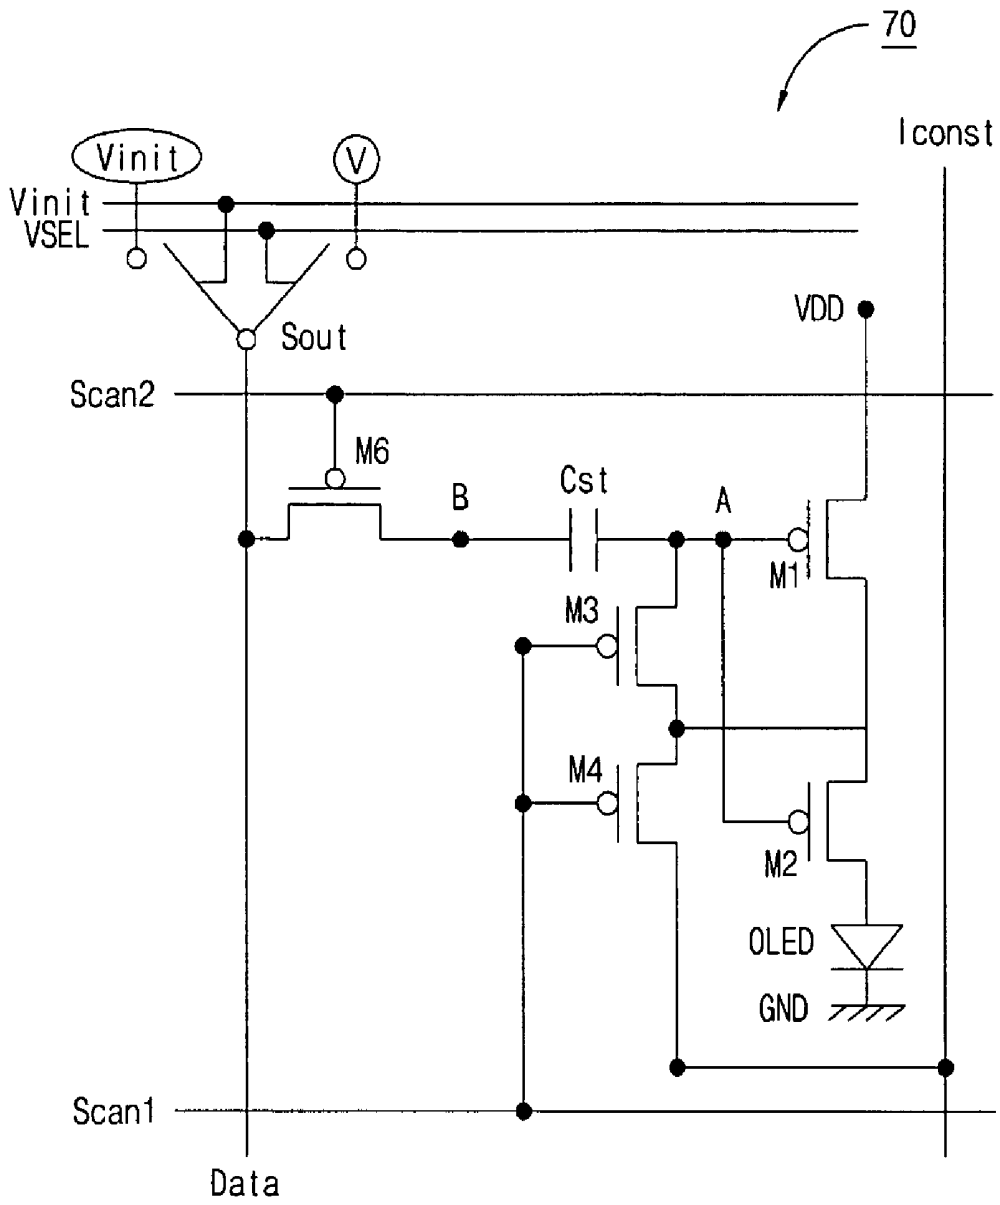 70
Iconst
Vinit
V
Vinit
VSEL
VDD
Sout
Scan2
M6
B
Cst
A
M1
M3
M4
M2
OLED
GND
Scan1
Data